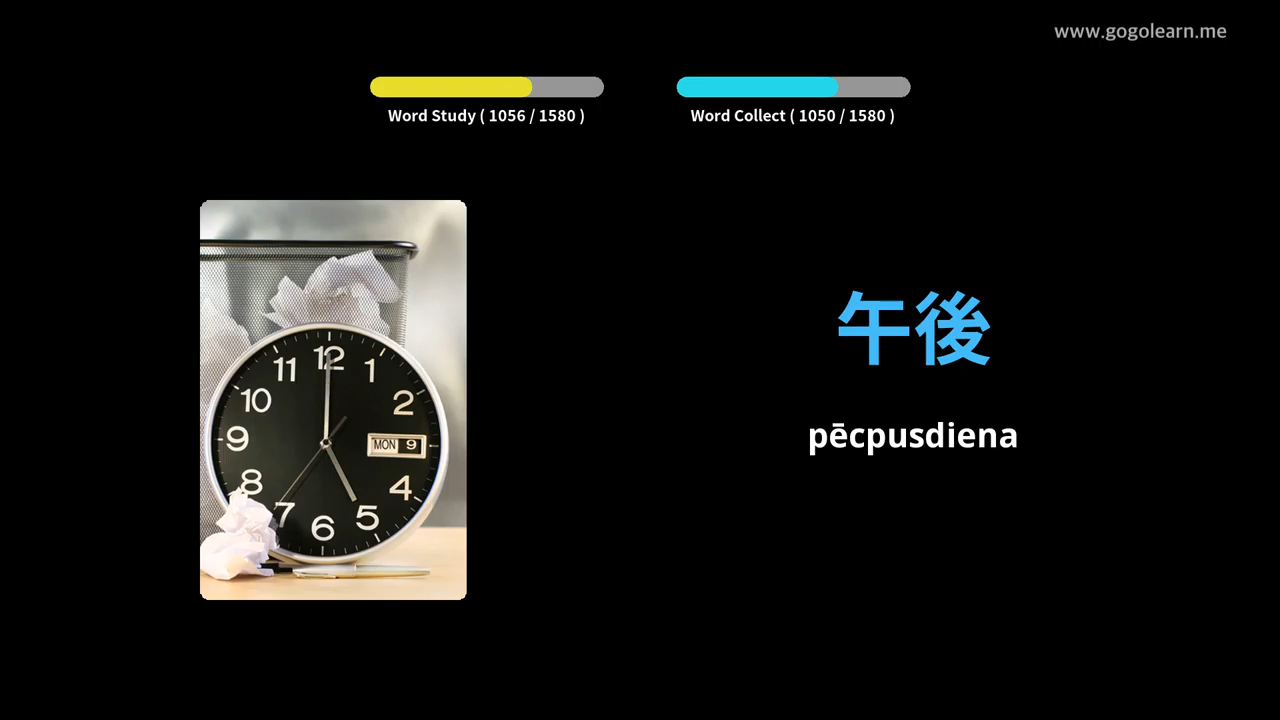 www.gogolearn.me
Word Study ( 1056 / 1580 )
Word Collect ( 1050 / 1580 )
12
11 1
10 2
9 MON 9
8 4
7 5
6
午後
pēcpusdiena